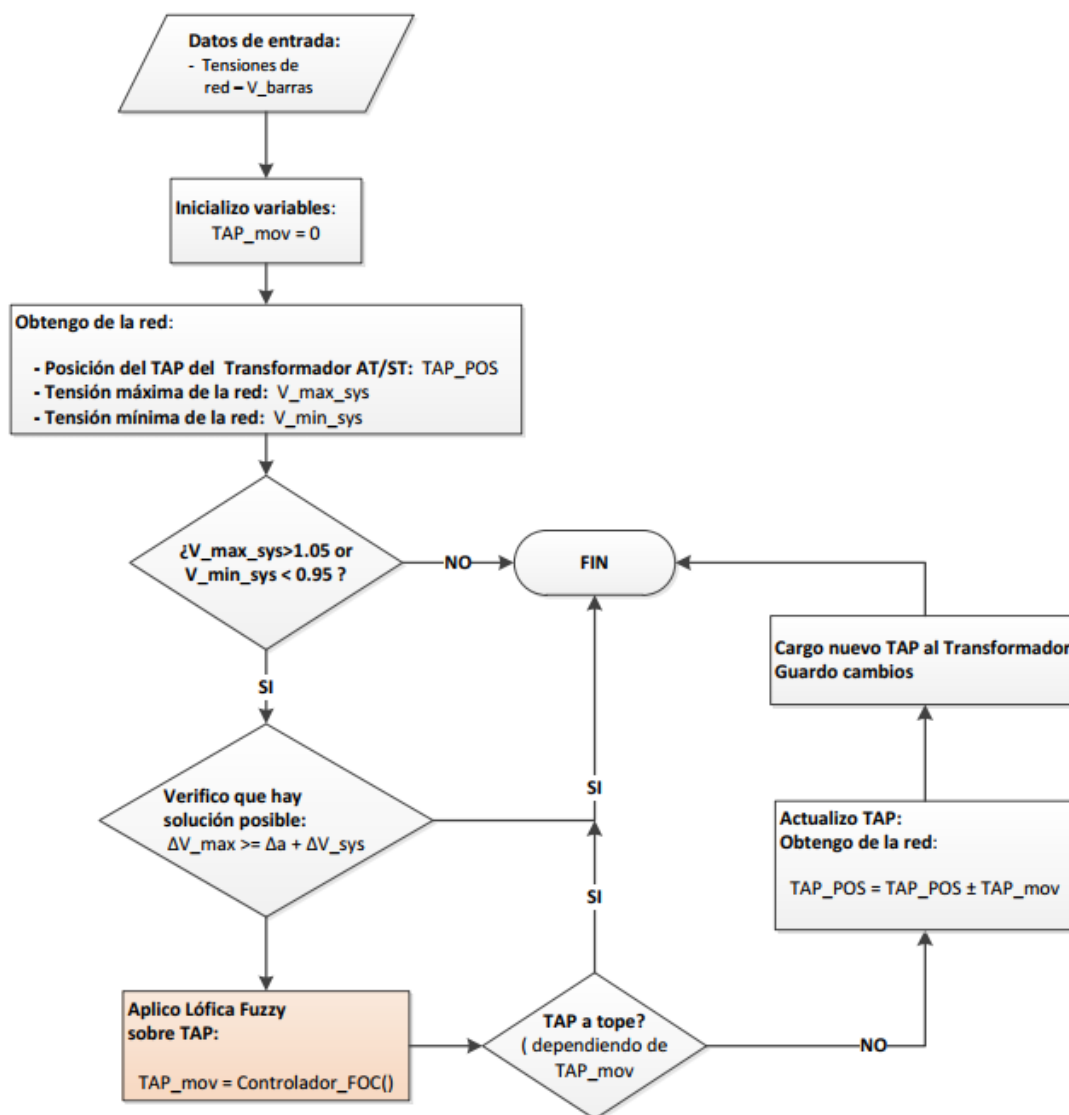 Datos de entrada:
- Tensiones de
red – V_barras
Inicializo variables:
TAP_mov = 0
Obtengo de la red:
- Posición del TAP del Transformador AT/ST: TAP_POS
- Tensión máxima de la red: V_max_sys
- Tensión mínima de la red: V_min_sys
¿V_max_sys>1.05 or
V_min_sys < 0.95 ?
NO
FIN
SI
Verifico que hay
solución posible:
ΔV_max >= Δa + ΔV_sys
SI
Aplico Lófica Fuzzy
sobre TAP:
TAP_mov = Controlador_FOC()
TAP a tope?
( dependiendo de
TAP_mov
SI
NO
Actualizo TAP:
Obtengo de la red:
TAP_POS = TAP_POS ± TAP_mov
Cargo nuevo TAP al Transformador
Guardo cambios